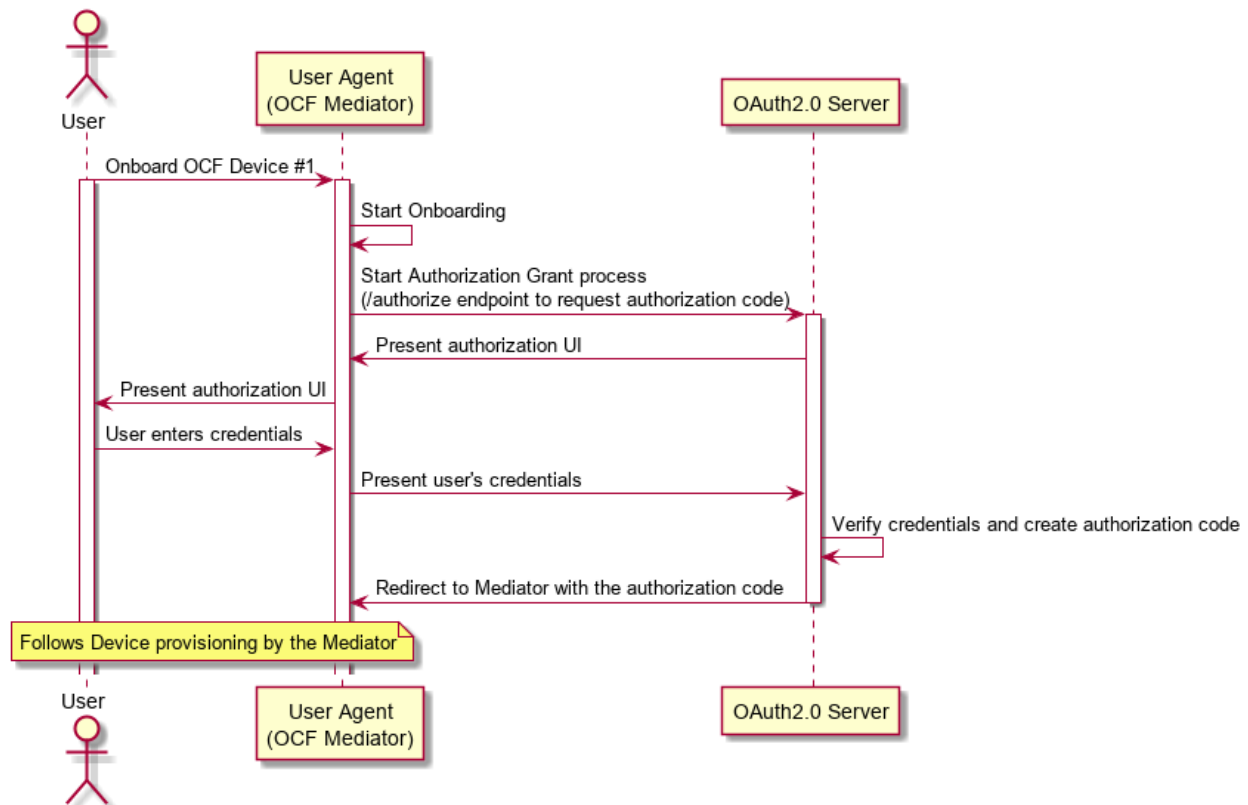 User
User Agent
(OCF Mediator)
OAuth2.0 Server
Onboard OCF Device #1
Start Onboarding
Start Authorization Grant process
(/authorize endpoint to request authorization code)
Present authorization UI
Present authorization UI
User enters credentials
Present user's credentials
Verify credentials and create authorization code
Redirect to Mediator with the authorization code
Follows Device provisioning by the Mediator
User
User Agent
(OCF Mediator)
OAuth2.0 Server